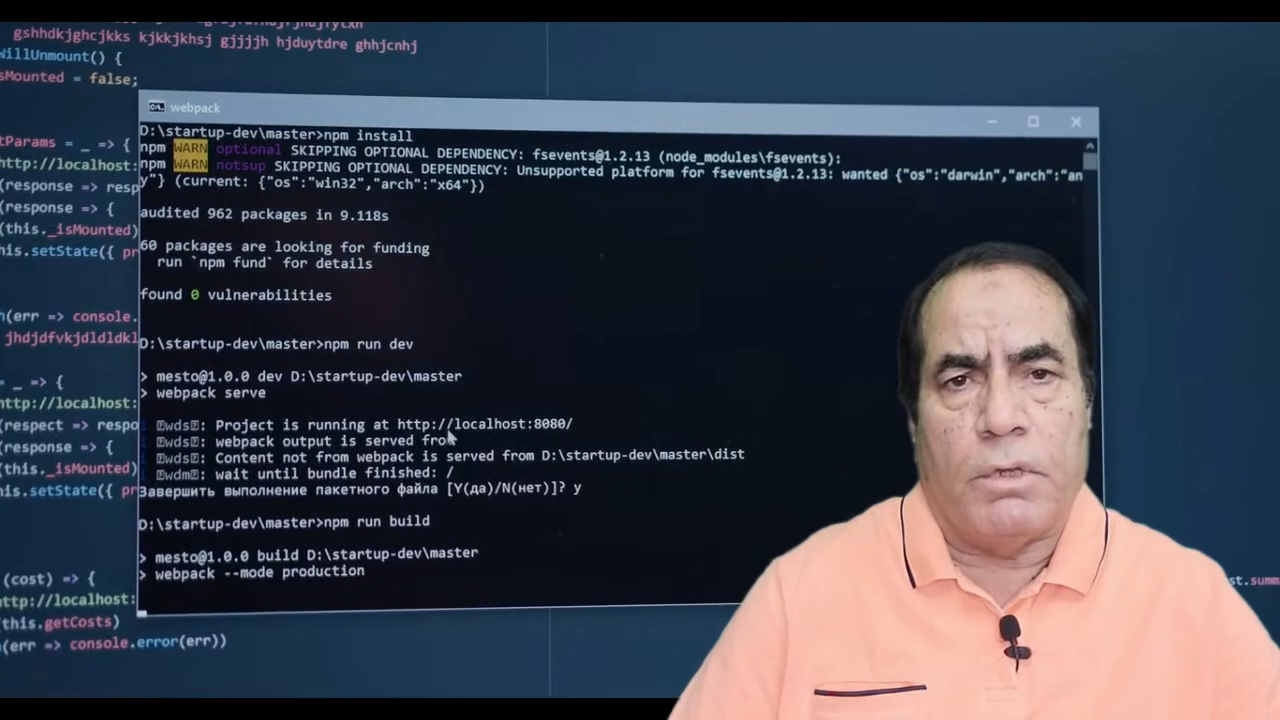 gshhdkjghcjkks kjkkjkhsj gjjjjh hjduytdre ghhjcnhj
willUnmount() {
sMounted = false;
tParams = _ => {
http://localhost:
(response => resp
(response => {
(this._isMounted)
his.setState({ pr
h(err => console.
jhdjdfvkjdldldkl
= _ => {
http://localhost:
(respect => respo
(response => {
(this._isMounted)
.setState({ pr
(cost) => {
http://localhost:
(this.getCosts)
(err => console.error(err))
st.summ
webpack
D:\startup-dev\master>npm install
npm WARN optional SKIPPING OPTIONAL DEPENDENCY: fsevents@1.2.13 (node_modules\fsevents):
npm WARN notsup SKIPPING OPTIONAL DEPENDENCY: Unsupported platform for fsevents@1.2.13: wanted {"os":"darwin","arch":"an
y"} (current: {"os":"win32","arch":"x64"})
audited 962 packages in 9.118s
60 packages are looking for funding
run `npm fund` for details
found 0 vulnerabilities
D:\startup-dev\master>npm run dev
> mesto@1.0.0 dev D:\startup-dev\master
> webpack serve
i ｢wds｣: Project is running at http://localhost:8080/
i ｢wds｣: webpack output is served from
i ｢wds｣: Content not from webpack is served from D:\startup-dev\master\dist
i ｢wdm｣: wait until bundle finished: /
Завершить выполнение пакетного файла [Y(да)/N(нет)]? y
D:\startup-dev\master>npm run build
> mesto@1.0.0 build D:\startup-dev\master
> webpack --mode production